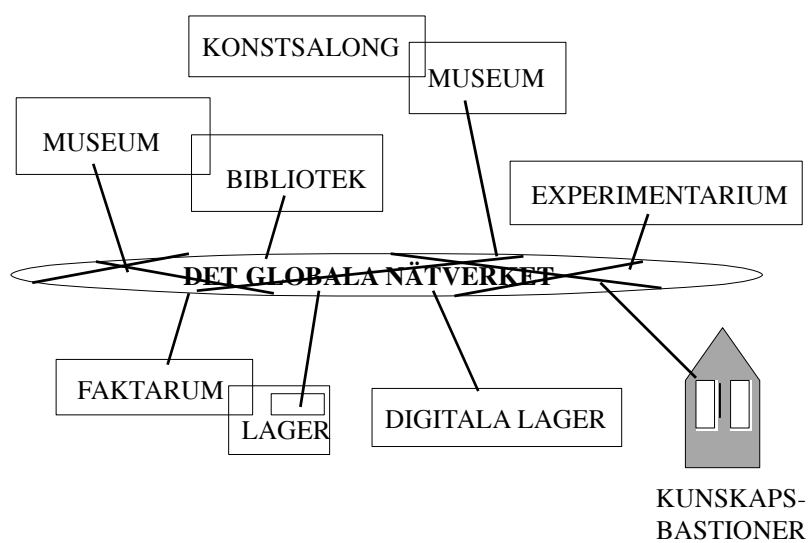 KONSTSALONG
MUSEUM
MUSEUM
BIBLIOTEK
EXPERIMENTARIUM
DET GLOBALA NÄTVERKET
FAKTARUM
LAGER
DIGITALA LAGER
KUNSKAPS-
BASTIONER